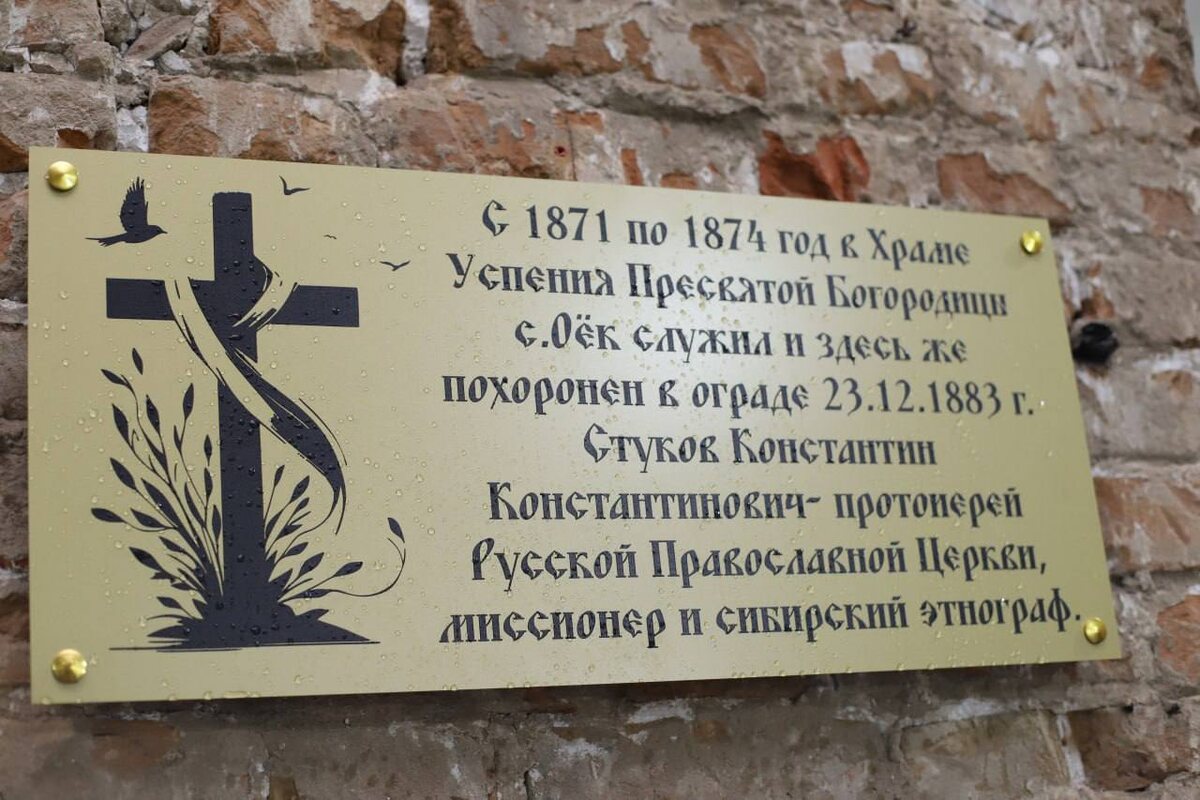 С 1871 по 1874 год в Храме
Успения Пресвятой Богородицы
с.Оёк служил и здесь же
похоронен в ограде 23.12.1883 г.
Стуков Константин
Константинович- протоиерей
Русской Православной Церкви,
миссионер и сибирский этнограф.